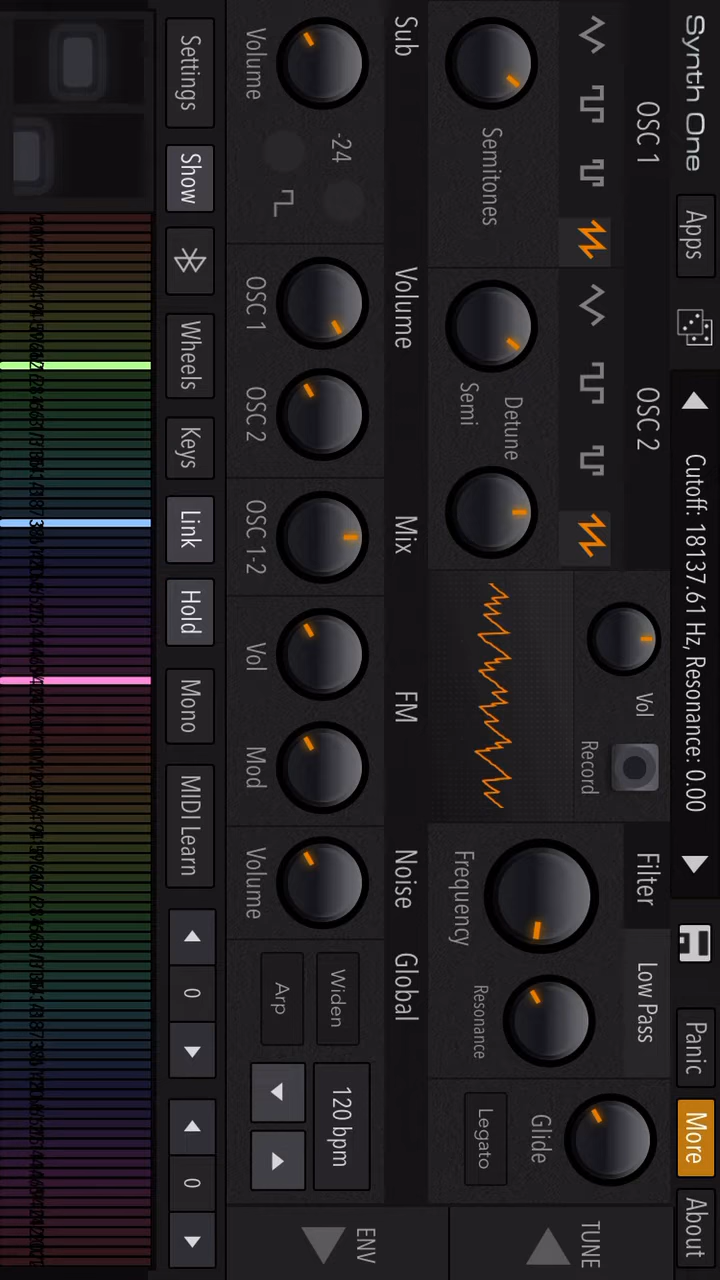 Synth One
Apps
Cutoff: 18137.61 Hz, Resonance: 0.00
Panic
More
About
OSC 1
OSC 2
Vol
Record
Filter
Low Pass
Semitones
Semi
Detune
Frequency
Resonance
Glide
Legato
TUNE
Sub
Volume
Mix
FM
Noise
Global
Volume
-24
OSC 1
OSC 2
OSC 1-2
Vol
Mod
Volume
Widen
Arp
120 bpm
ENV
Settings
Show
Wheels
Keys
Link
Hold
Mono
MIDI Learn
0
0